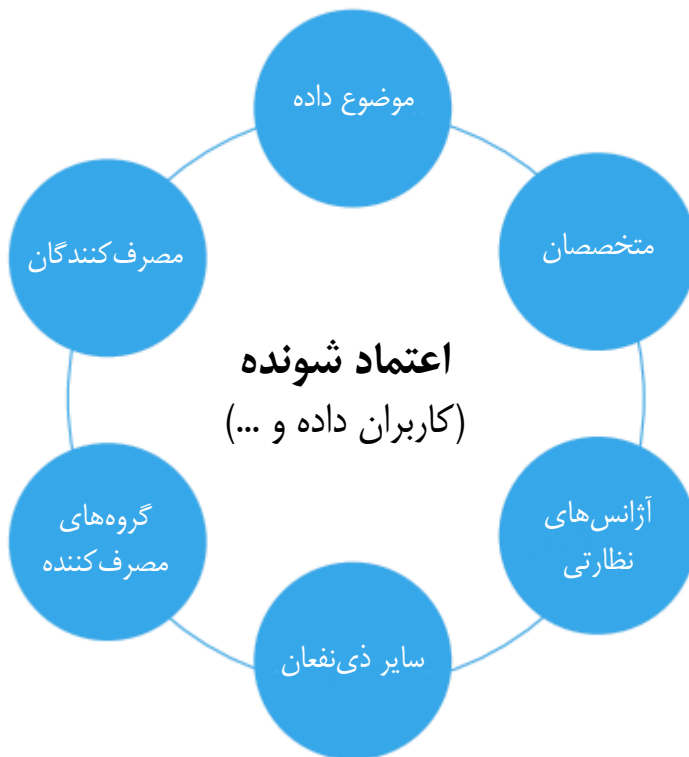 موضوع داده
متخصصان
مصرف‌کنندگان
اعتماد شونده
(کاربران داده و ...)
آژانس‌های
نظارتی
گروه‌های
مصرف‌کننده
سایر ذی‌نفعان